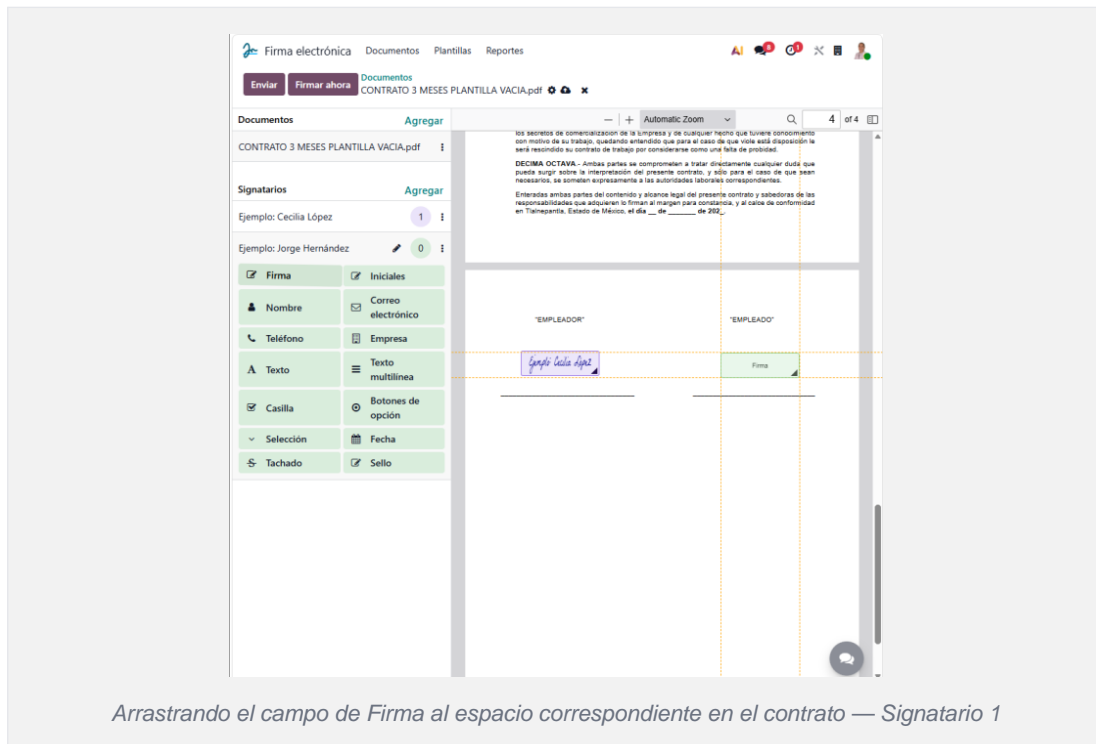 Firma electrónica Documentos Plantillas Reportes
8 1
Enviar Firmar ahora Documentos
CONTRATO 3 MESES PLANTILLA VACIA.pdf
Documentos Agregar
CONTRATO 3 MESES PLANTILLA VACIA.pdf
Signatarios Agregar
Ejemplo: Cecilia López 1
Ejemplo: Jorge Hernández 0
Firma Iniciales
Nombre Correo electrónico
Teléfono Empresa
Texto Texto multilínea
Casilla Botones de opción
Selección Fecha
Tachado Sello
— + Automatic Zoom 4 of 4
los secretos de comercialización de la Empresa y de cualquier hecho que tuviere conocimiento
con motivo de su trabajo, quedando entendido que para el caso de que viole está disposición le
será rescindido su contrato de trabajo por considerarse como una falta de probidad.
DECIMA OCTAVA.- Ambas partes se comprometen a tratar directamente cualquier duda que
pueda surgir sobre la interpretación del presente contrato, y sólo para el caso de que sean
necesarios, se someten expresamente a las autoridades laborales correspondientes.
Enteradas ambas partes del contenido y alcance legal del presente contrato y sabedoras de las
responsabilidades que adquieren lo firman al margen para constancia, y al calce de conformidad
en Tlalnepantla, Estado de México, el día __ de _______ de 202_.
"EMPLEADOR" "EMPLEADO"
Ejemplo: Cecilia López Firma
Arrastrando el campo de Firma al espacio correspondiente en el contrato — Signatario 1